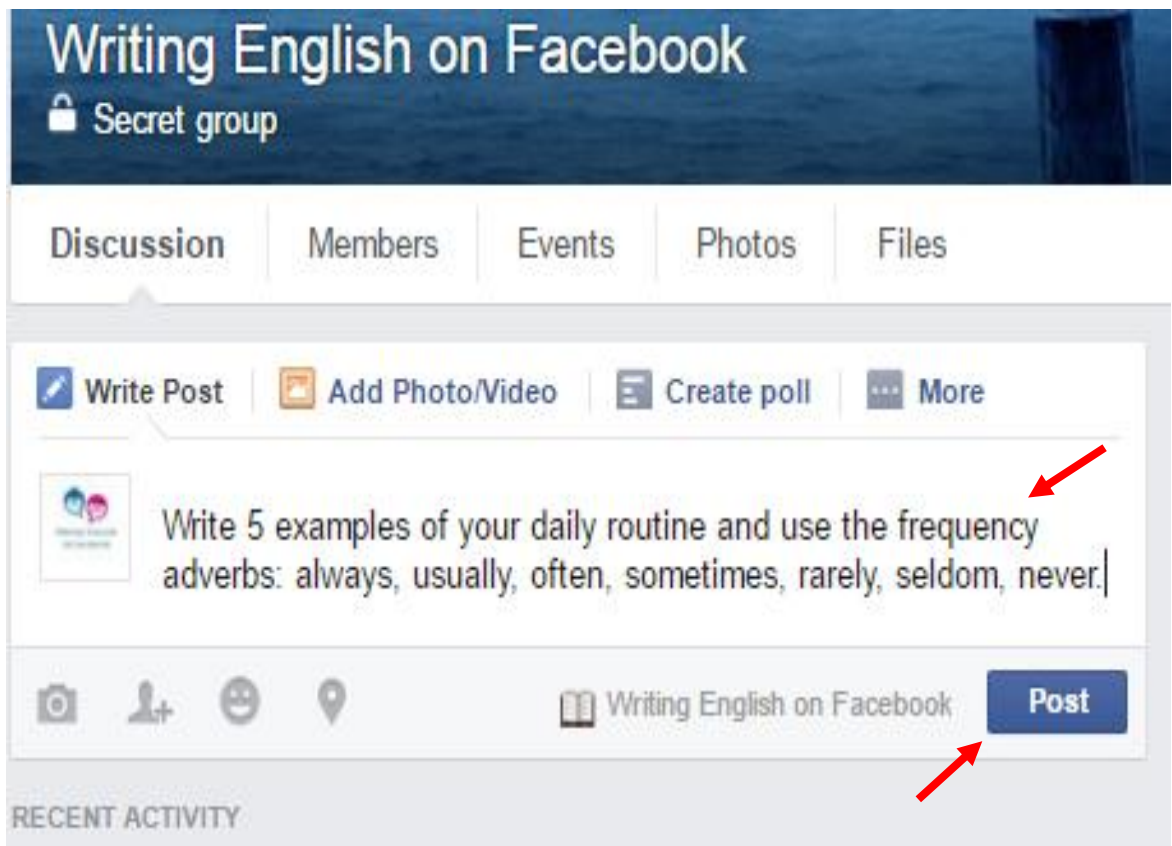 Writing English on Facebook
Secret group
Discussion Members Events Photos Files
Write Post Add Photo/Video Create poll More
Write 5 examples of your daily routine and use the frequency
adverbs: always, usually, often, sometimes, rarely, seldom, never.
Writing English on Facebook Post
RECENT ACTIVITY